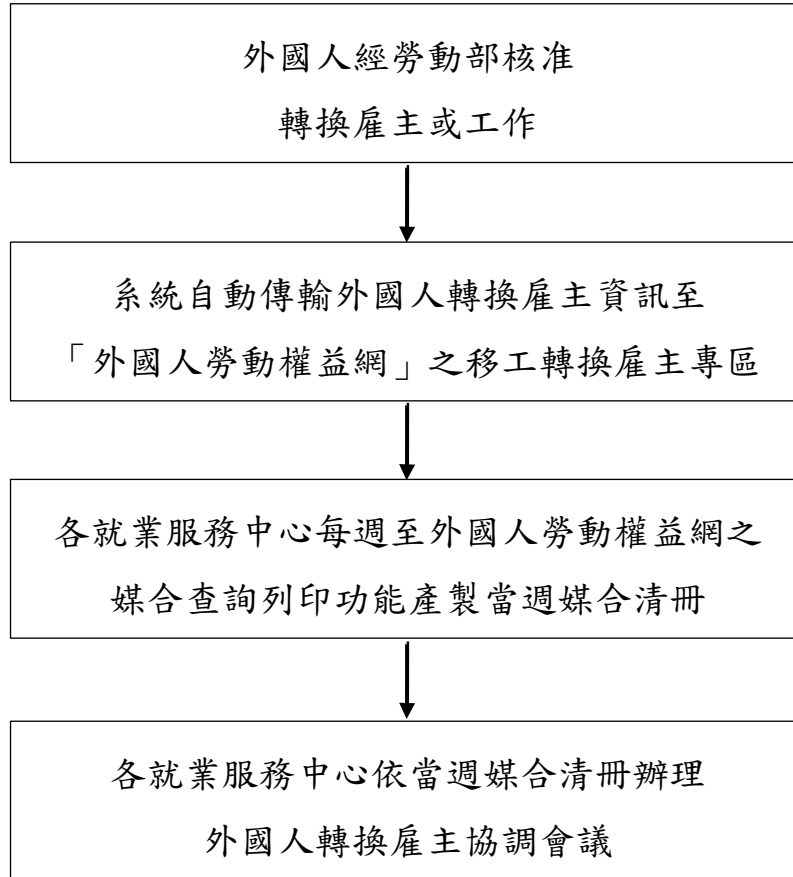 外國人經勞動部核准
轉換雇主或工作
系統自動傳輸外國人轉換雇主資訊至
「外國人勞動權益網」之移工轉換雇主專區
各就業服務中心每週至外國人勞動權益網之
媒合查詢列印功能產製當週媒合清冊
各就業服務中心依當週媒合清冊辦理
外國人轉換雇主協調會議